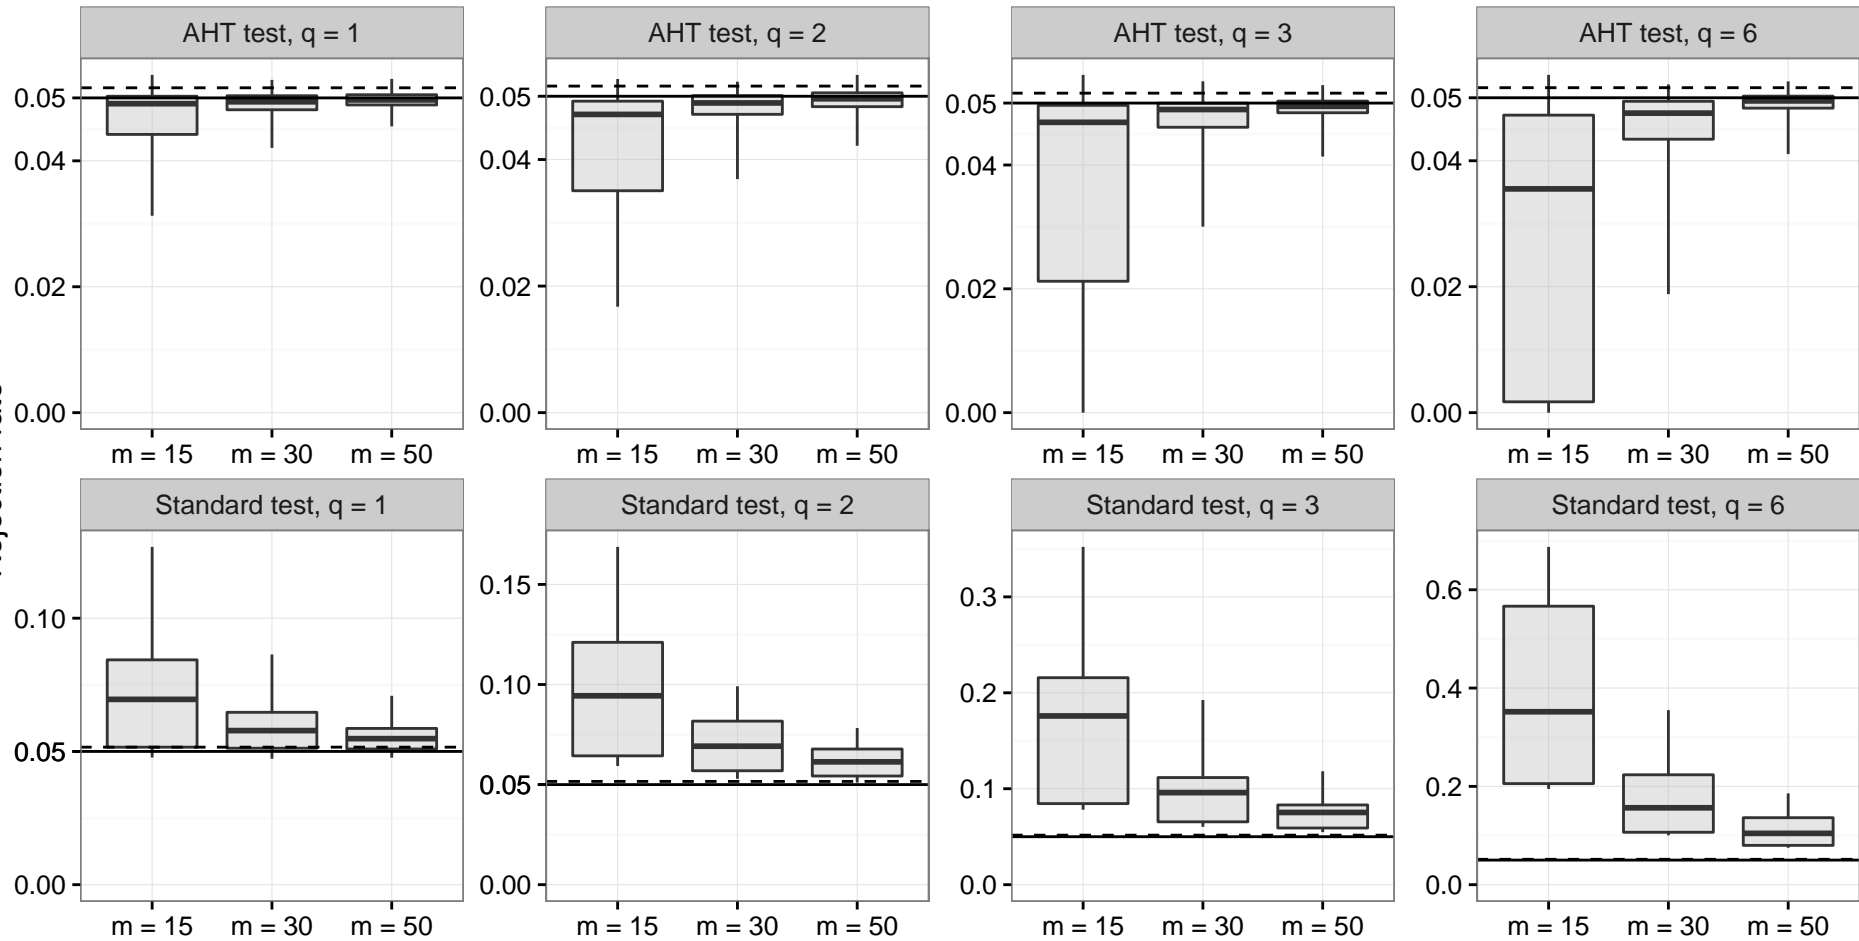 AHT test, q = 1
AHT test, q = 2
AHT test, q = 3
AHT test, q = 6
0.05
0.04
0.02
0.00
0.05
0.04
0.02
0.00
0.05
0.04
0.02
0.00
0.05
0.04
0.02
0.00
m = 15 m = 30 m = 50
m = 15 m = 30 m = 50
m = 15 m = 30 m = 50
m = 15 m = 30 m = 50
Standard test, q = 1
Standard test, q = 2
Standard test, q = 3
Standard test, q = 6
0.10
0.05
0.00
0.15
0.10
0.05
0.00
0.3
0.2
0.1
0.0
0.6
0.4
0.2
0.0
m = 15 m = 30 m = 50
m = 15 m = 30 m = 50
m = 15 m = 30 m = 50
m = 15 m = 30 m = 50